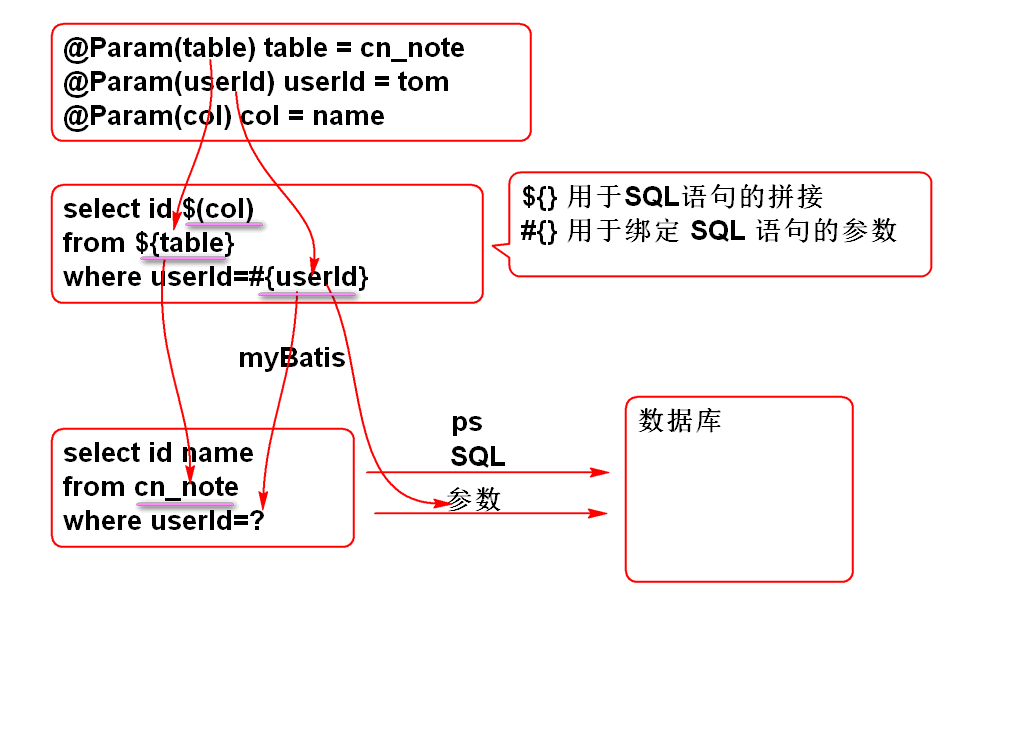 @Param(table) table = cn_note
@Param(userId) userId = tom
@Param(col) col = name
select id $(col)
from ${table}
where userId=#{userId}
${} 用于SQL语句的拼接
#{} 用于绑定 SQL 语句的参数
myBatis
select id name
from cn_note
where userId=?
ps
SQL
参数
数据库